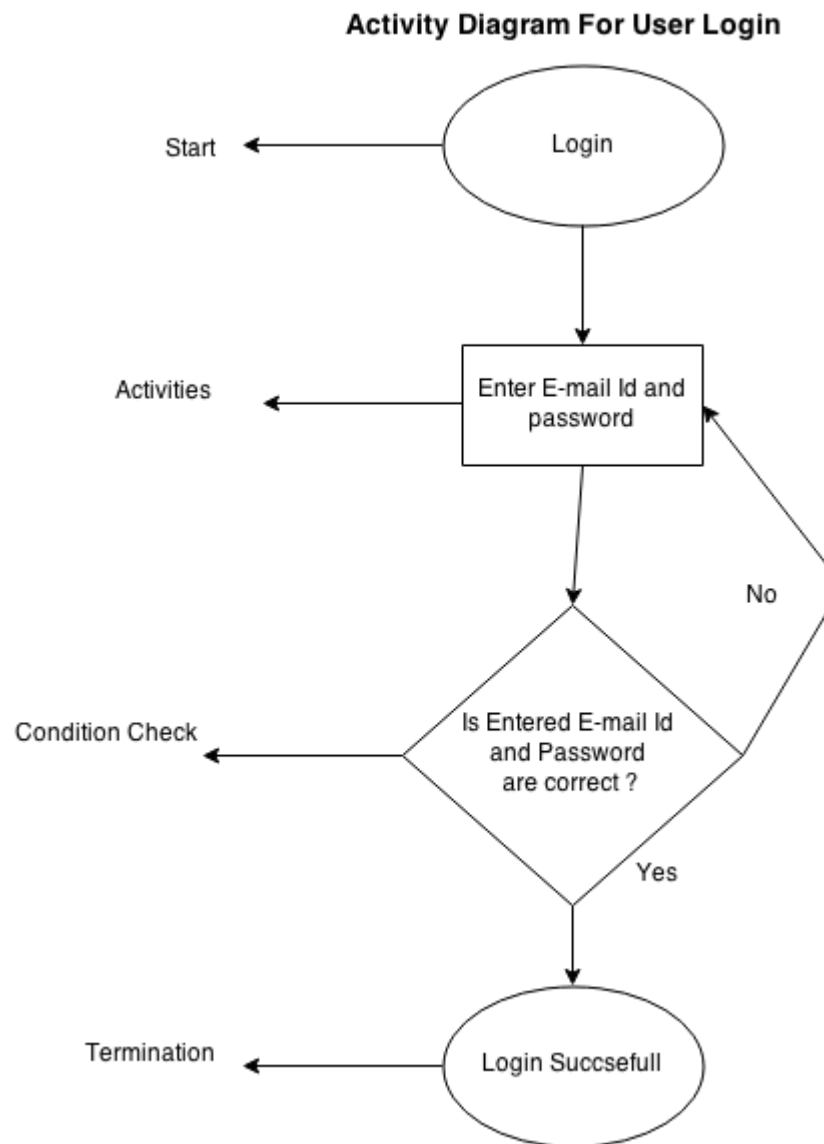 Activity Diagram For User Login
Start
Login
Activities
Enter E-mail Id and
password
No
Condition Check
Is Entered E-mail Id
and Password
are correct ?
Yes
Termination
Login Succsefull